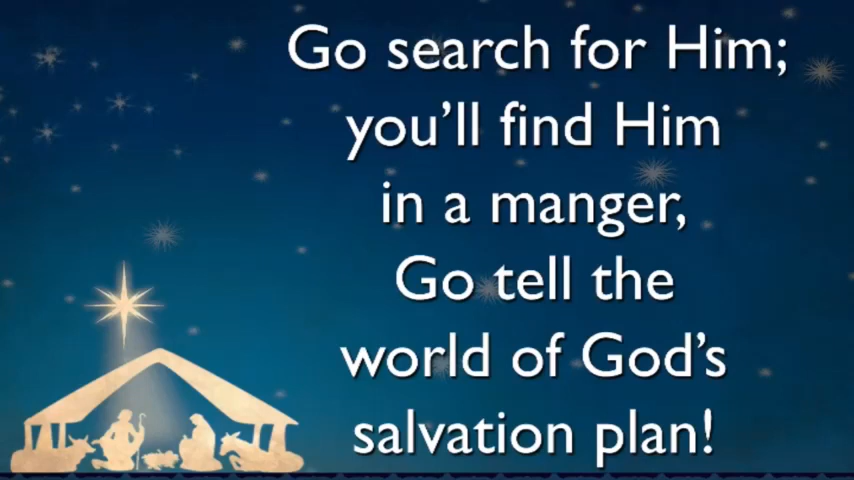 Go search for Him;
you’ll find Him
in a manger,
Go tell the
world of God’s
salvation plan!